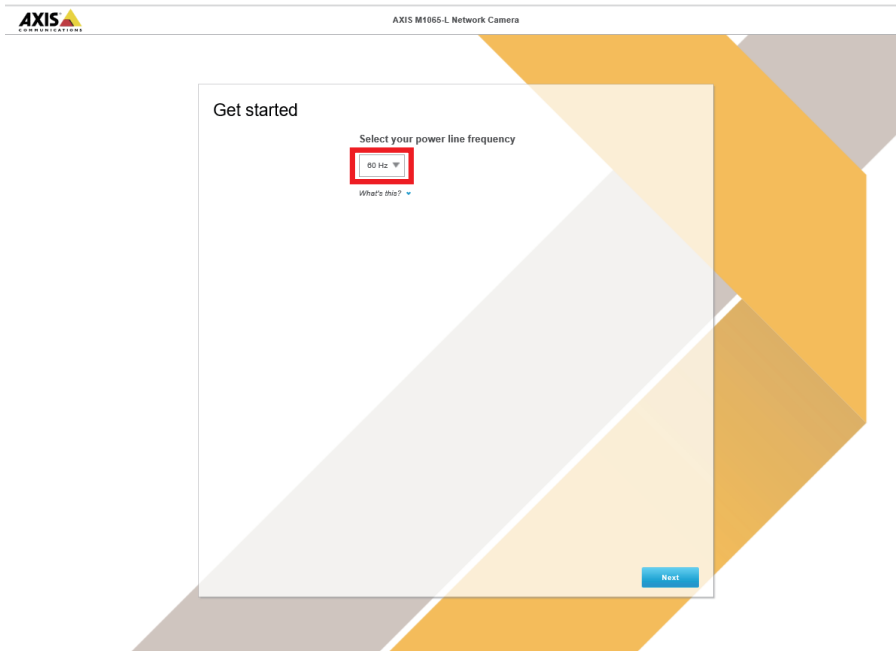 AXIS
COMMUNICATIONS
AXIS M1065-L Network Camera
Get started
Select your power line frequency
60 Hz
What's this?
Next